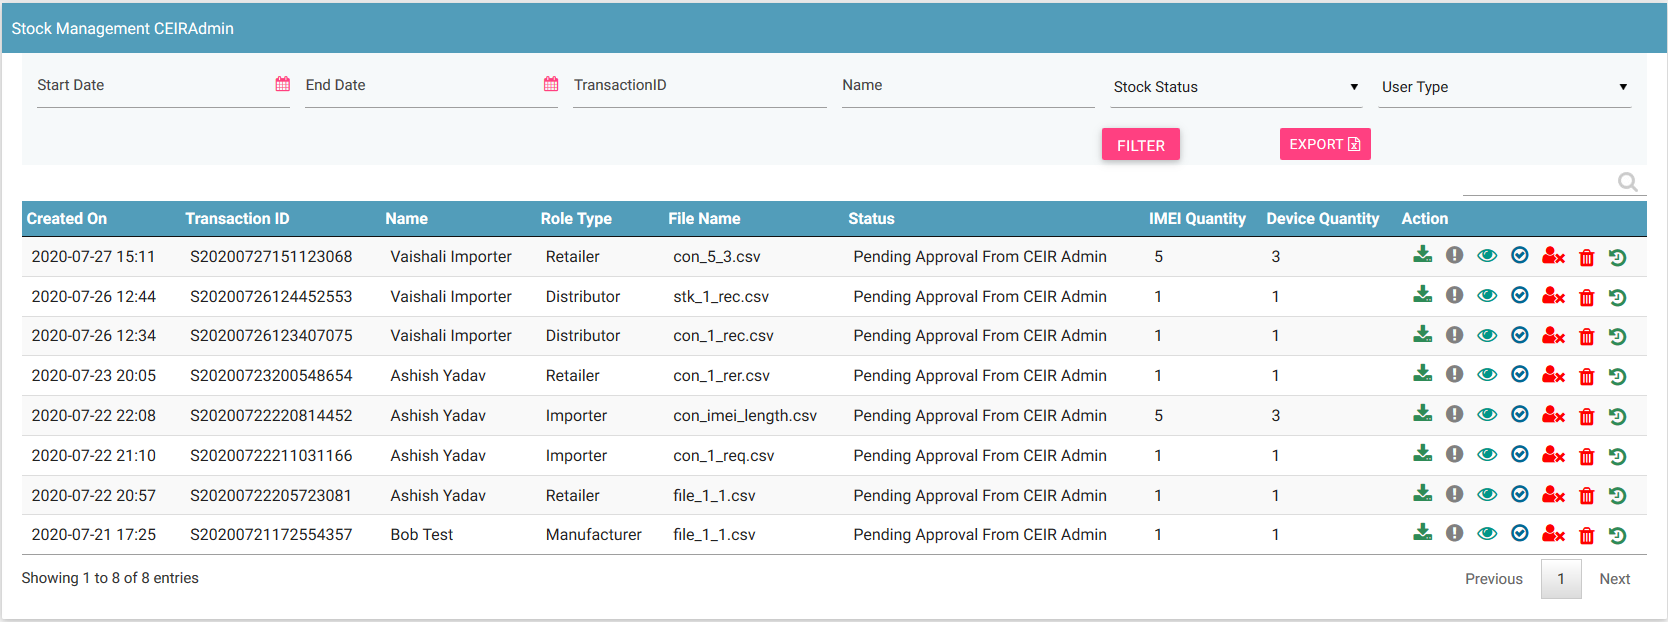 Stock Management CEIRAdmin
Start Date End Date TransactionID Name Stock Status User Type
FILTER EXPORT
Created On Transaction ID Name Role Type File Name Status IMEI Quantity Device Quantity Action
2020-07-27 15:11 S20200727151123068 Vaishali Importer Retailer con_5_3.csv Pending Approval From CEIR Admin 5 3
2020-07-26 12:44 S20200726124452553 Vaishali Importer Distributor stk_1_rec.csv Pending Approval From CEIR Admin 1 1
2020-07-26 12:34 S20200726123407075 Vaishali Importer Distributor con_1_rec.csv Pending Approval From CEIR Admin 1 1
2020-07-23 20:05 S20200723200548654 Ashish Yadav Retailer con_1_rer.csv Pending Approval From CEIR Admin 1 1
2020-07-22 22:08 S20200722220814452 Ashish Yadav Importer con_imei_length.csv Pending Approval From CEIR Admin 5 3
2020-07-22 21:10 S20200722211031166 Ashish Yadav Importer con_1_req.csv Pending Approval From CEIR Admin 1 1
2020-07-22 20:57 S20200722205723081 Ashish Yadav Retailer file_1_1.csv Pending Approval From CEIR Admin 1 1
2020-07-21 17:25 S20200721172554357 Bob Test Manufacturer file_1_1.csv Pending Approval From CEIR Admin 1 1
Showing 1 to 8 of 8 entries Previous 1 Next